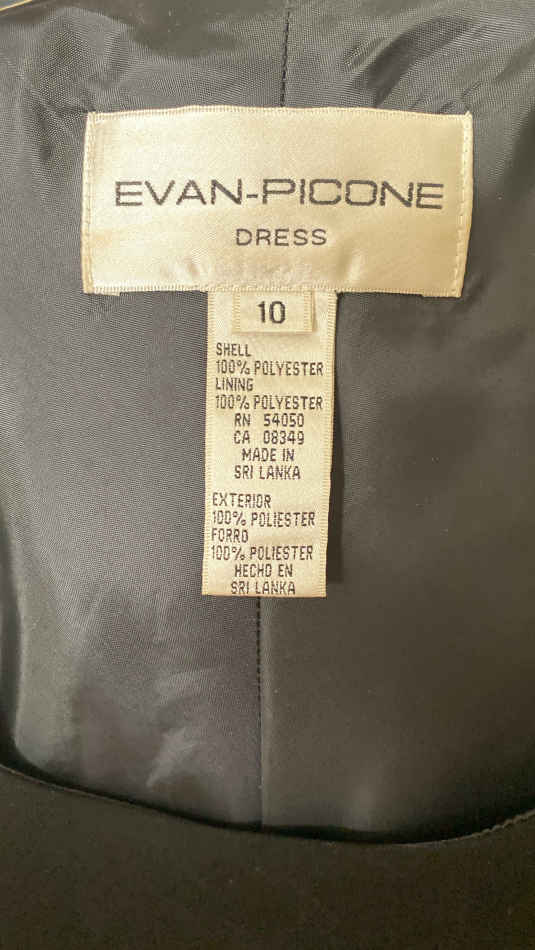 EVAN-PICONE
DRESS
10
SHELL
100% POLYESTER
LINING
100% POLYESTER
RN 54050
CA 08349
MADE IN
SRI LANKA
EXTERIOR
100% POLIESTER
FORRO
100% POLIESTER
HECHO EN
SRI LANKA